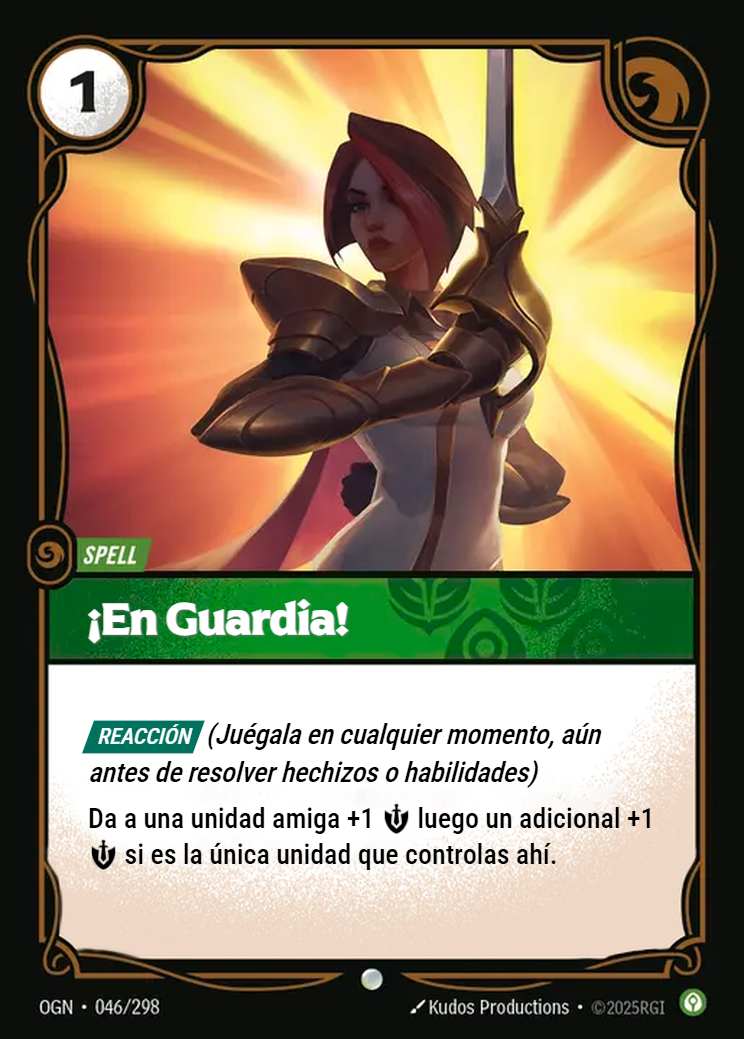 1
SPELL
¡En Guardia!
REACCIÓN (Juégala en cualquier momento, aún
antes de resolver hechizos o habilidades)
Da a una unidad amiga +1 luego un adicional +1
si es la única unidad que controlas ahí.
OGN • 046/298
Kudos Productions • ©2025RGI